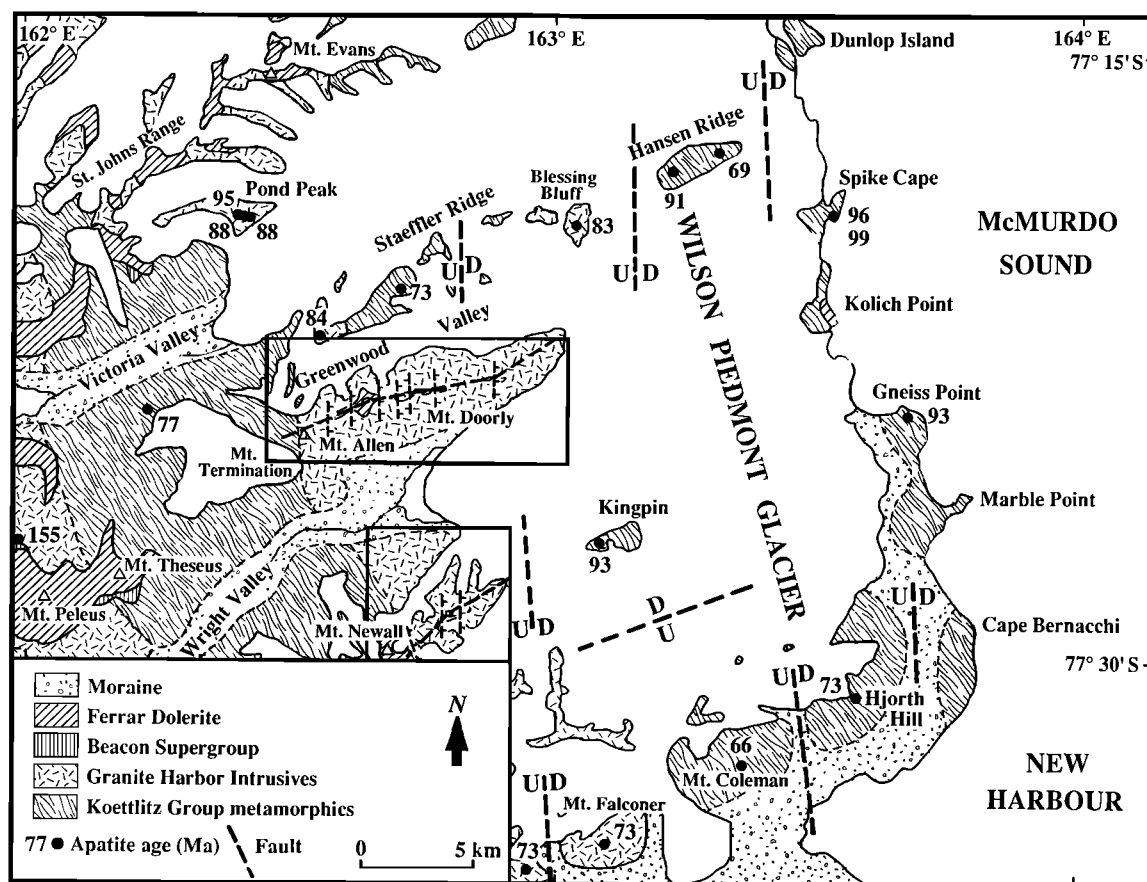 162° E
163° E
164° E
77° 15' S
Mt. Evans
Dunlop Island
U D
St. Johns Range
Hansen Ridge
69
91
Pond Peak
95
88
88
Blessing
Bluff
83
Spike Cape
96
99
McMURDO
SOUND
Staeffler Ridge
U D
U D
73
84
Valley
Greenwood
WILSON PIEDMONT GLACIER
Kolich Point
Victoria Valley
77
Mt. Doorly
Mt. Allen
Mt.
Termination
Gneiss Point
93
Marble Point
155
Kingpin
93
Mt. Theseus
Mt. Peleus
Wright Valley
Mt. Newall
U D
D
U
U D
Cape Bernacchi
77° 30' S
U D
73
Hjorth
Hill
66
Mt. Coleman
NEW
HARBOUR
U D
Mt. Falconer
73
73
Moraine
Ferrar Dolerite
Beacon Supergroup
Granite Harbor Intrusives
Koettlitz Group metamorphics
77 Apatite age (Ma)
Fault
N
0 5 km